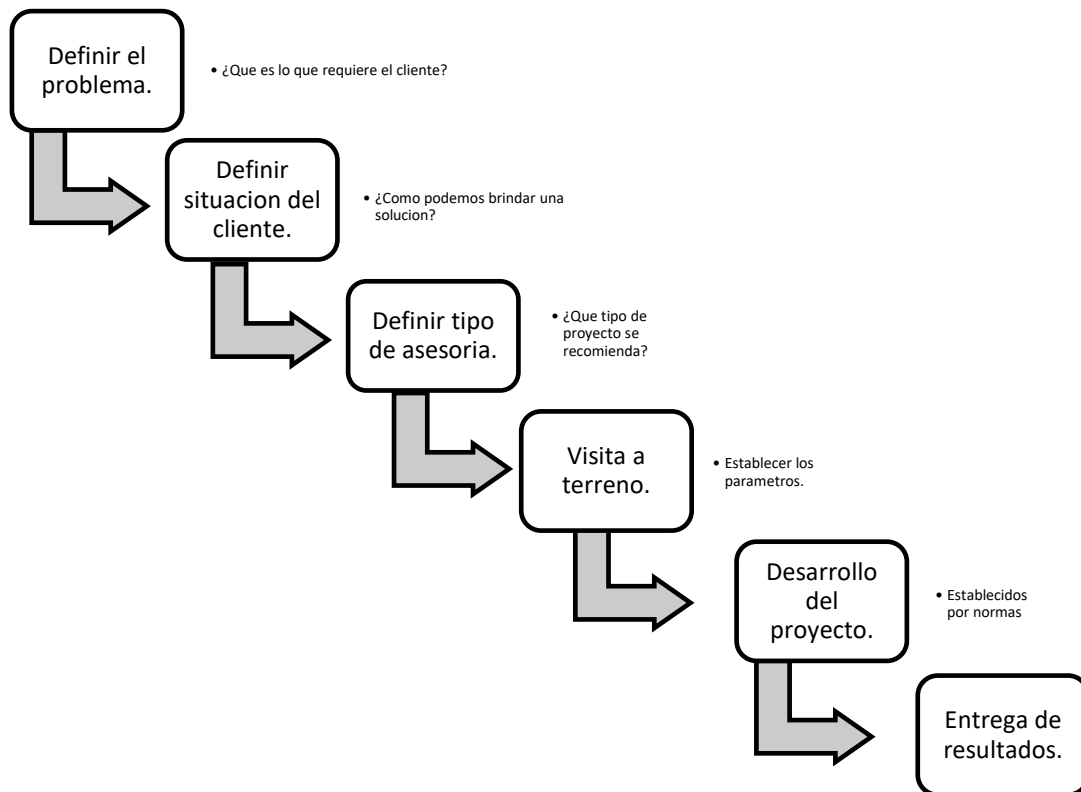 Definir el
problema.
• ¿Que es lo que requiere el cliente?
Definir
situacion del
cliente.
• ¿Como podemos brindar una
solucion?
Definir tipo
de asesoria.
• ¿Que tipo de
proyecto se
recomienda?
Visita a
terreno.
• Establecer los
parametros.
Desarrollo
del
proyecto.
• Establecidos
por normas
Entrega de
resultados.